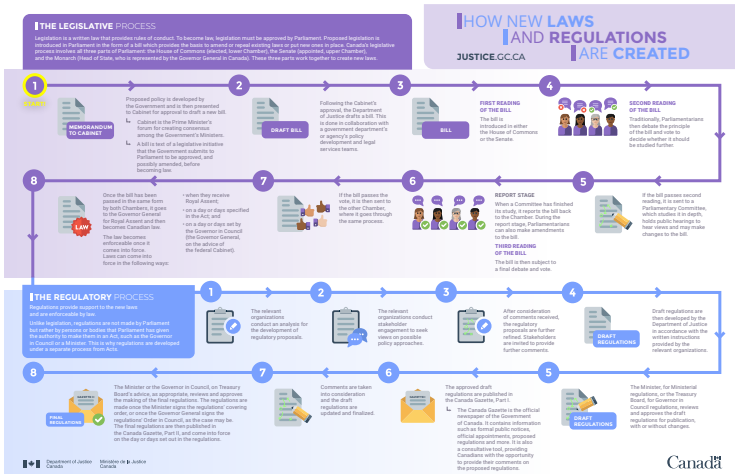 THE LEGISLATIVE PROCESS
Legislation is a written law that provides rules of conduct. To become law, legislation must be approved by Parliament. Proposed legislation is
introduced in Parliament in the form of a bill which provides the basis to amend or repeal existing laws or put new ones in place. Canada's legislative
process involves all three parts of Parliament: the House of Commons (elected, lower Chamber), the Senate (appointed, upper Chamber),
and the Monarch (Head of State, who is represented by the Governor General in Canada). These three parts work together to create new laws.
HOW NEW LAWS
AND REGULATIONS
ARE CREATED
JUSTICE.GC.CA
1
START
MEMORANDUM
TO CABINET
Proposed policy is developed by
the Government and is then presented
to Cabinet for approval to draft a new bill.
Cabinet is the Prime Minister's
forum for creating consensus
among the Government's Ministers.
A bill is text of a legislative initiative
that the Government submits to
Parliament to be approved, and
possibly amended, before
becoming law.
2
DRAFT BILL
Following the Cabinet's
approval, the Department
of Justice drafts a bill. This
is done in collaboration with
a government department's
or agency's policy
development and legal
services teams.
3
BILL
FIRST READING
OF THE BILL
The bill is
introduced in either
the House of Commons
or the Senate.
4
SECOND READING
OF THE BILL
Traditionally, Parliamentarians
then debate the principle
of the bill and vote to
decide whether it should
be studied further.
5
If the bill passes second
reading, it is sent to a
Parliamentary Committee,
which studies it in depth,
holds public hearings to
hear views and may make
changes to the bill.
6
REPORT STAGE
When a Committee has finished
its study, it reports the bill back
to the Chamber. During the
report stage, Parliamentarians
can also make amendments
to the bill.
THIRD READING
OF THE BILL
The bill is then subject to
a final debate and vote.
7
If the bill passes the
vote, it is then sent to
the other Chamber,
where it goes through
the same process.
8
LAW
Once the bill has been
passed in the same form
by both Chambers, it goes
to the Governor General
for Royal Assent and then
becomes Canadian law.
The law becomes
enforceable once it
comes into force.
Laws can come into
force in the following ways:
• when they receive
Royal Assent;
• on a day or days specified
in the Act; and
• on a day or days set by
the Governor in Council
(the Governor General,
on the advice of
the federal Cabinet).
THE REGULATORY PROCESS
Regulations provide support to the new laws
and are enforceable by law.
Unlike legislation, regulations are not made by Parliament
but rather by persons or bodies that Parliament has given
the authority to make them in an Act, such as the Governor
in Council or a Minister. This is why regulations are developed
under a separate process from Acts.
1
The relevant
organizations
conduct an analysis for
the development of
regulatory proposals.
2
The relevant
organizations conduct
stakeholder
engagement to seek
views on possible
policy approaches.
3
After consideration
of comments received,
the regulatory
proposals are further
refined. Stakeholders
are invited to provide
further comments.
4
DRAFT
REGULATIONS
Draft regulations
are then developed by
the Department of Justice
in accordance with the
written instructions
provided by the
relevant organizations.
5
DRAFT
REGULATIONS
The Minister, for Ministerial
regulations, or the Treasury
Board, for Governor in
Council regulations, reviews
and approves the draft
regulations for publication,
with or without changes.
6
The approved draft
regulations are published in
the Canada Gazette, Part I
The Canada Gazette is the official
newspaper of the Government
of Canada. It contains information
such as formal public notices,
official appointments, proposed
regulations and more. It is also
a consultative tool, providing
Canadians with the opportunity
to provide their comments on
the proposed regulations.
7
Comments are taken
into consideration
and the draft
regulations are
updated and finalized.
8
FINAL
REGULATIONS
The Minister or the Governor in Council, on Treasury
Board's advice, as appropriate, reviews and approves
the making of the final regulations. The regulations are
made once the Minister signs the regulations' covering
order, or once the Governor General signs the
regulations' Order in Council, as the case may be.
The final regulations are then published in
the Canada Gazette, Part II, and come into force
on the day or days set out in the regulations.
Department of Justice
Canada
Ministère de la Justice
Canada
Canada